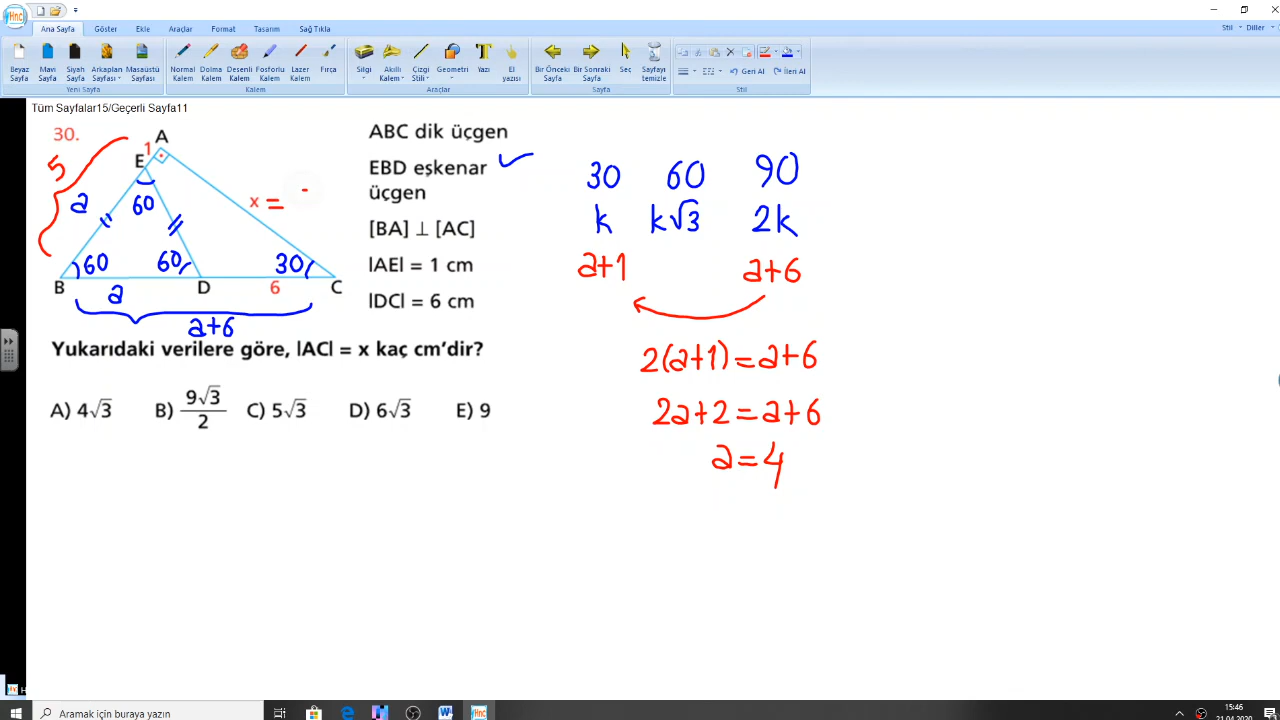 Hnc
Ana Sayfa Göster Ekle Araçlar Format Tasarım Sağ Tıkla
Stil Diller
Beyaz Sayfa Mavi Sayfa Siyah Sayfa Arkaplan Sayfası Masaüstü Sayfası
Normal Kalem Dolma Kalem Desenli Kalem Fosforlu Kalem Lazer Kalem Fırça
Silgi Akıllı Kalem Çizgi Stili Geometri Yazı El yazısı
Bir Önceki Sayfa Bir Sonraki Sayfa Seç Sayfayı temizle
Geri Al İleri Al
Yeni Sayfa Kalem Araçlar Sayfa Stil
Tüm Sayfalar15/Geçerli Sayfa11
30.
A
1
E
5
a
60
x =
60
60
30
B
a
D
6
C
a+6
ABC dik üçgen
EBD eşkenar
üçgen
[BA] ⊥ [AC]
|AE| = 1 cm
|DC| = 6 cm
Yukarıdaki verilere göre, |AC| = x kaç cm'dir?
A) 4√3 B) 9√3/2 C) 5√3 D) 6√3 E) 9
30 60 90
k k√3 2k
a+1 a+6
2(a+1)=a+6
2a+2=a+6
a=4
Aramak için buraya yazın
15:46
21.04.2020